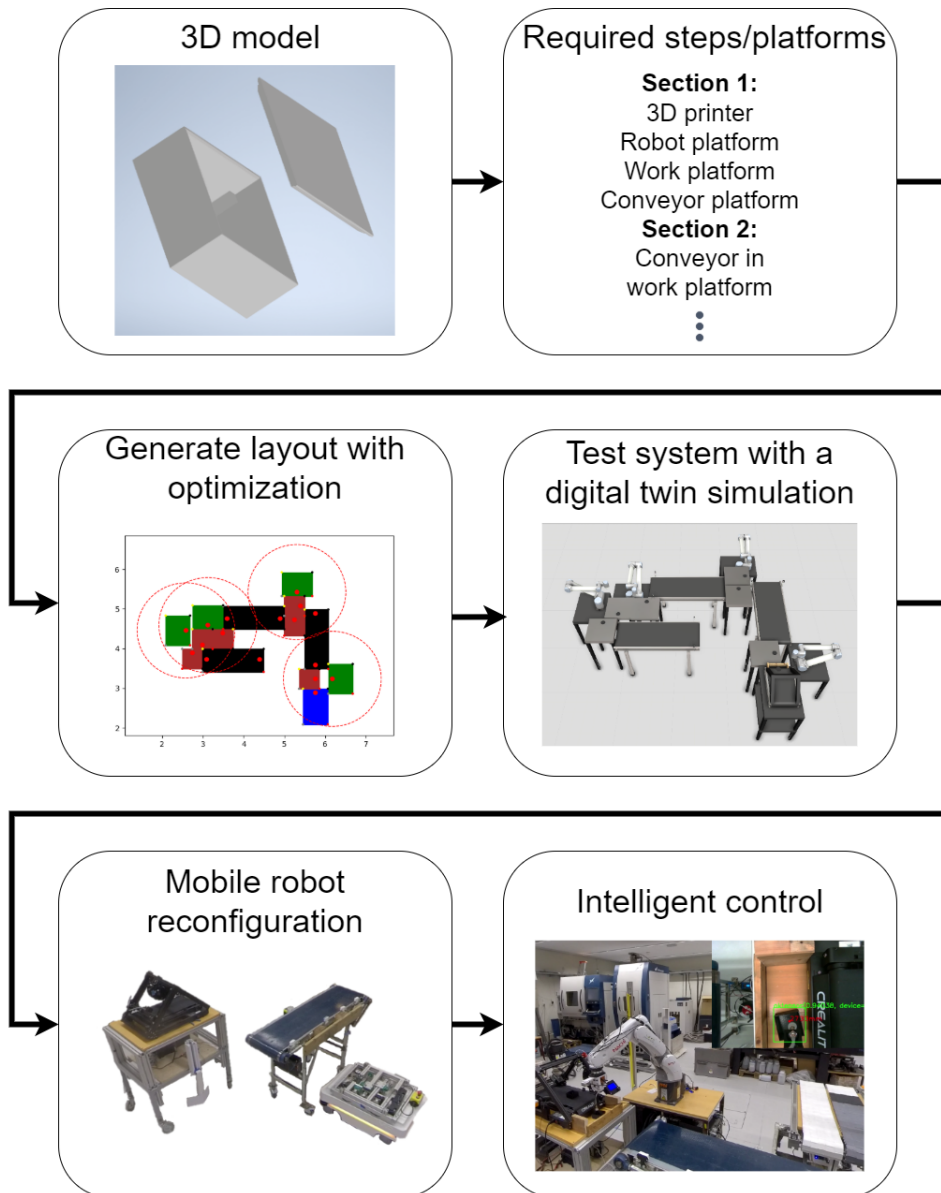 3D model
Required steps/platforms
Section 1:
3D printer
Robot platform
Work platform
Conveyor platform
Section 2:
Conveyor in
work platform
Generate layout with
optimization
6
5
4
3
2
2
3
4
5
6
7
Test system with a
digital twin simulation
Mobile robot
reconfiguration
Intelligent control